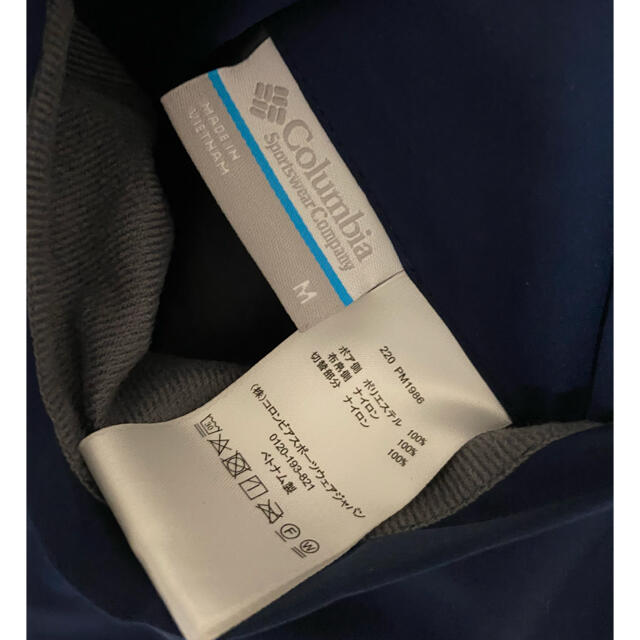 Columbia
Sportswear Company
MADE IN
VIETNAM
M
220 PM1986
ボア側 ポリエステル 100%
布帛側 ナイロン 100%
切替部分 ナイロン 100%
(株)コロンビアスポーツウェアジャパン
0120-193-821
ベトナム製
30
F
W